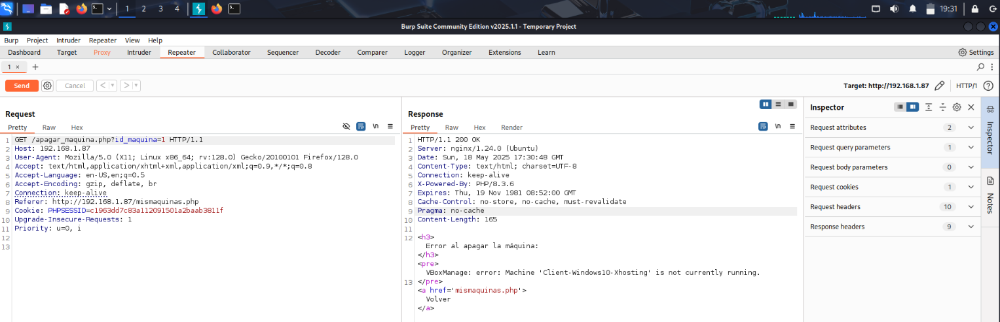 1 2 3 4 19:31
Burp Suite Community Edition v2025.1.1 - Temporary Project
Burp Project Intruder Repeater View Help
Dashboard Target Proxy Intruder Repeater Collaborator Sequencer Decoder Comparer Logger Organizer Extensions Learn Settings
1 × +
Send Cancel < > Target: http://192.168.1.87 HTTP/1 ?
Request
Pretty Raw Hex \n
1 GET /apagar_maquina.php?id_maquina=1 HTTP/1.1
2 Host: 192.168.1.87
3 User-Agent: Mozilla/5.0 (X11; Linux x86_64; rv:128.0) Gecko/20100101 Firefox/128.0
4 Accept: text/html,application/xhtml+xml,application/xml;q=0.9,*/*;q=0.8
5 Accept-Language: en-US,en;q=0.5
6 Accept-Encoding: gzip, deflate, br
7 Connection: keep-alive
8 Referer: http://192.168.1.87/mismaquinas.php
9 Cookie: PHPSESSID=c1963dd7c83a112091501a2baab3811f
10 Upgrade-Insecure-Requests: 1
11 Priority: u=0, i
12
13
Response
Pretty Raw Hex Render \n
1 HTTP/1.1 200 OK
2 Server: nginx/1.24.0 (Ubuntu)
3 Date: Sun, 18 May 2025 17:30:48 GMT
4 Content-Type: text/html; charset=UTF-8
5 Connection: keep-alive
6 X-Powered-By: PHP/8.3.6
7 Expires: Thu, 19 Nov 1981 08:52:00 GMT
8 Cache-Control: no-store, no-cache, must-revalidate
9 Pragma: no-cache
10 Content-Length: 165
11
12 <h3>
Error al apagar la máquina:
</h3>
<pre>
VBoxManage: error: Machine 'Client-Windows10-Xhosting' is not currently running.
13 </pre>
<a href='mismaquinas.php'>
Volver
</a>
Inspector
Request attributes 2
Request query parameters 1
Request body parameters 0
Request cookies 1
Request headers 10
Response headers 9
Inspector
Notes